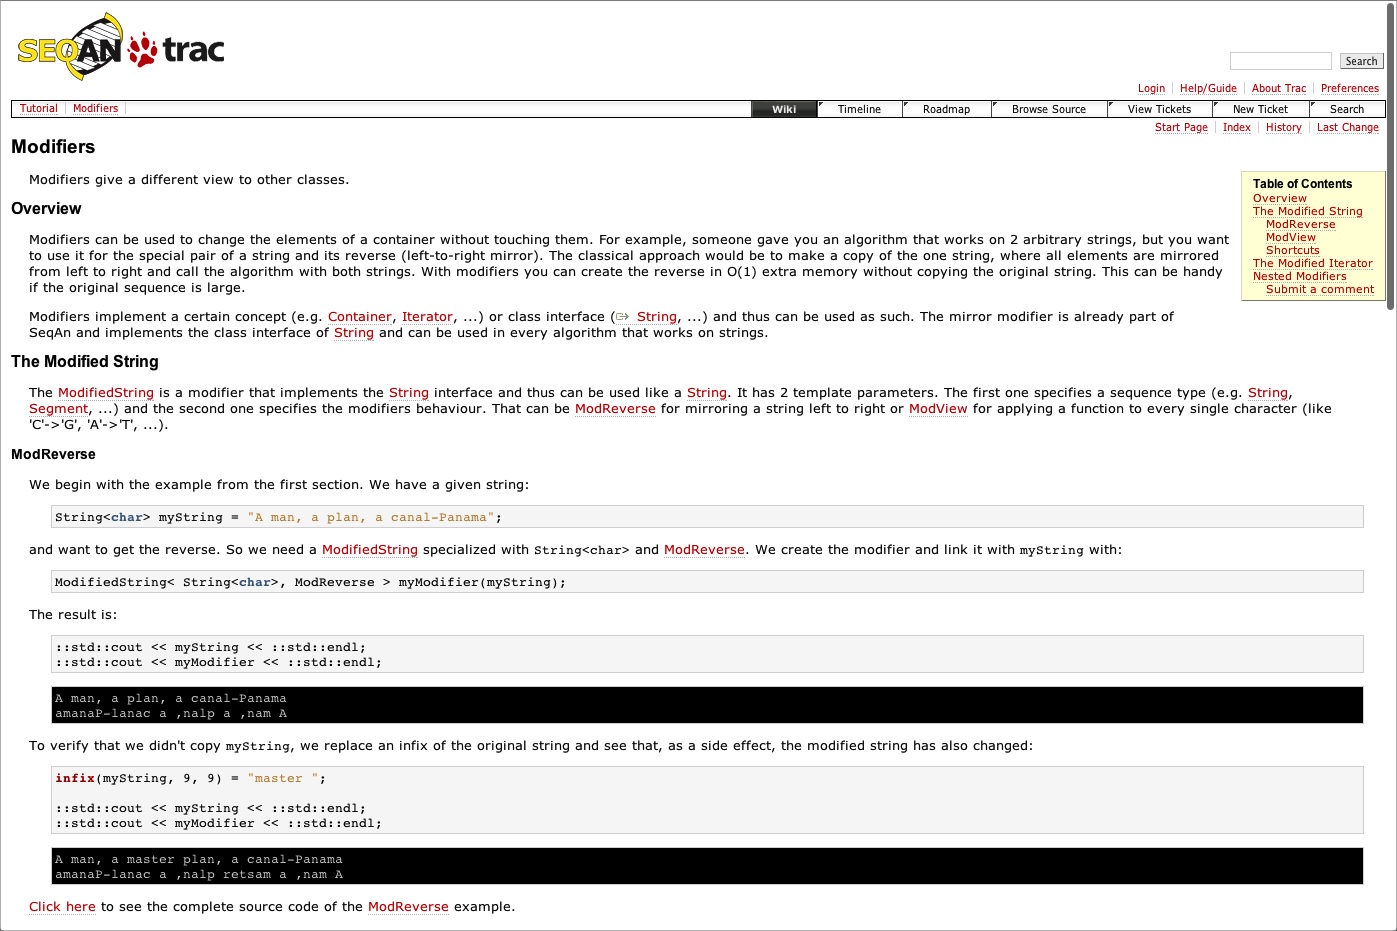 SEQAN trac
Search
Login Help/Guide About Trac Preferences
Tutorial Modifiers Wiki Timeline Roadmap Browse Source View Tickets New Ticket Search
Start Page Index History Last Change
Modifiers
Modifiers give a different view to other classes.
Table of Contents
Overview
The Modified String
ModReverse
ModView
Shortcuts
The Modified Iterator
Nested Modifiers
Submit a comment
Overview
Modifiers can be used to change the elements of a container without touching them. For example, someone gave you an algorithm that works on 2 arbitrary strings, but you want
to use it for the special pair of a string and its reverse (left-to-right mirror). The classical approach would be to make a copy of the one string, where all elements are mirrored
from left to right and call the algorithm with both strings. With modifiers you can create the reverse in O(1) extra memory without copying the original string. This can be handy
if the original sequence is large.
Modifiers implement a certain concept (e.g. Container, Iterator, ...) or class interface (String, ...) and thus can be used as such. The mirror modifier is already part of
SeqAn and implements the class interface of String and can be used in every algorithm that works on strings.
The Modified String
The ModifiedString is a modifier that implements the String interface and thus can be used like a String. It has 2 template parameters. The first one specifies a sequence type (e.g. String,
Segment, ...) and the second one specifies the modifiers behaviour. That can be ModReverse for mirroring a string left to right or ModView for applying a function to every single character (like
'C'->'G', 'A'->'T', ...).
ModReverse
We begin with the example from the first section. We have a given string:
String<char> myString = "A man, a plan, a canal-Panama";
and want to get the reverse. So we need a ModifiedString specialized with String<char> and ModReverse. We create the modifier and link it with myString with:
ModifiedString< String<char>, ModReverse > myModifier(myString);
The result is:
::std::cout << myString << ::std::endl;
::std::cout << myModifier << ::std::endl;
A man, a plan, a canal-Panama
amanaP-lanac a ,nalp a ,nam A
To verify that we didn't copy myString, we replace an infix of the original string and see that, as a side effect, the modified string has also changed:
infix(myString, 9, 9) = "master ";
::std::cout << myString << ::std::endl;
::std::cout << myModifier << ::std::endl;
A man, a master plan, a canal-Panama
amanaP-lanac a ,nalp retsam a ,nam A
Click here to see the complete source code of the ModReverse example.